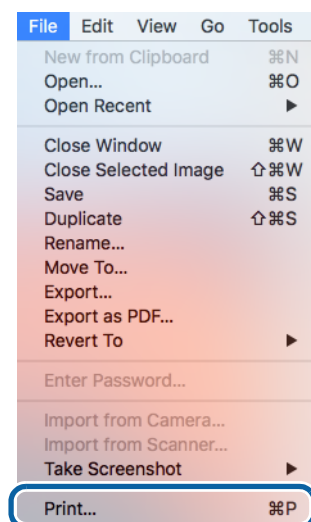 File Edit View Go Tools
New from Clipboard ⌘N
Open... ⌘O
Open Recent ▶
Close Window ⌘W
Close Selected Image ⇧⌘W
Save ⌘S
Duplicate ⇧⌘S
Rename...
Move To...
Export...
Export as PDF...
Revert To ▶
Enter Password...
Import from Camera...
Import from Scanner...
Take Screenshot ▶
Print... ⌘P